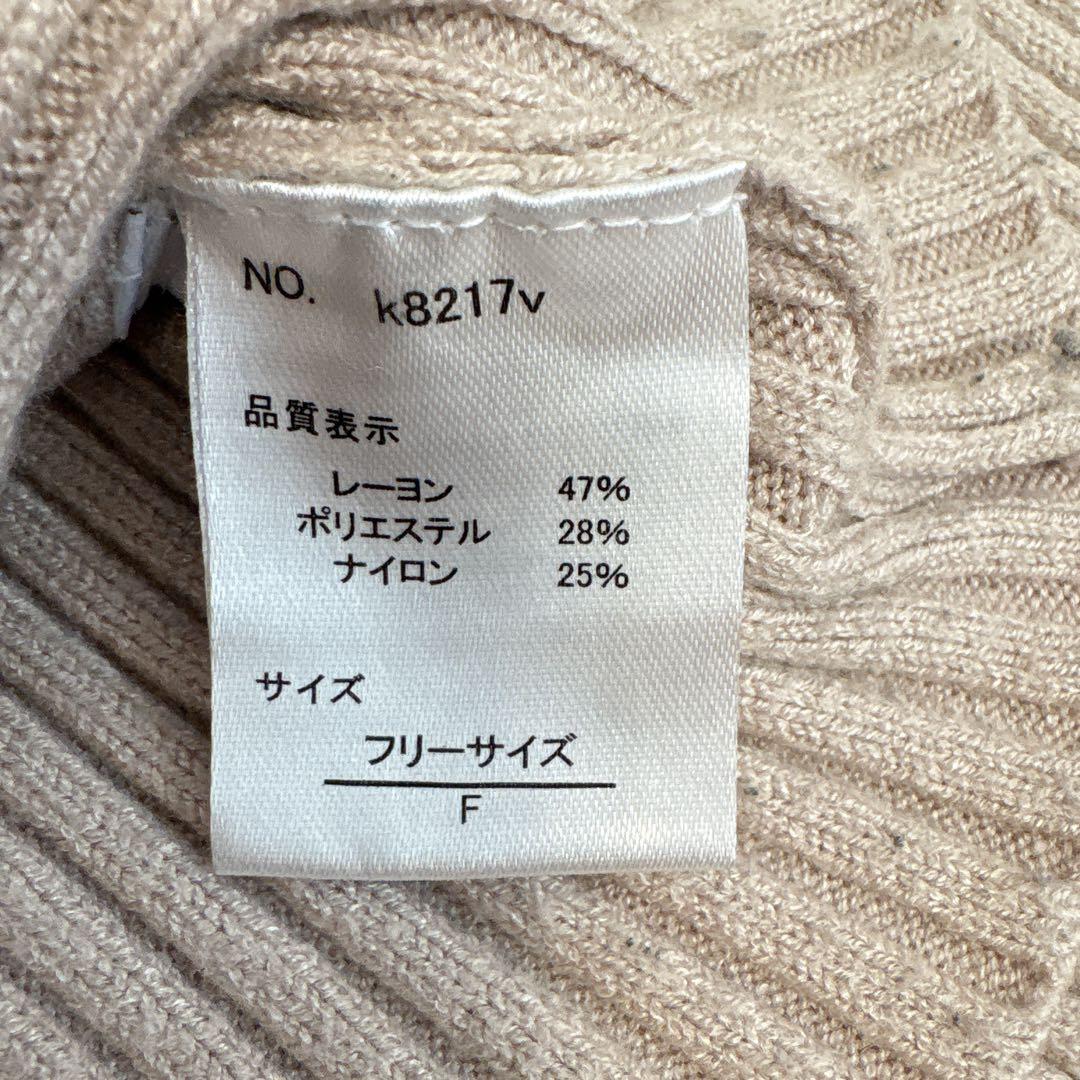 NO. k8217v
品質表示
レーヨン 47%
ポリエステル 28%
ナイロン 25%
サイズ
フリーサイズ
F